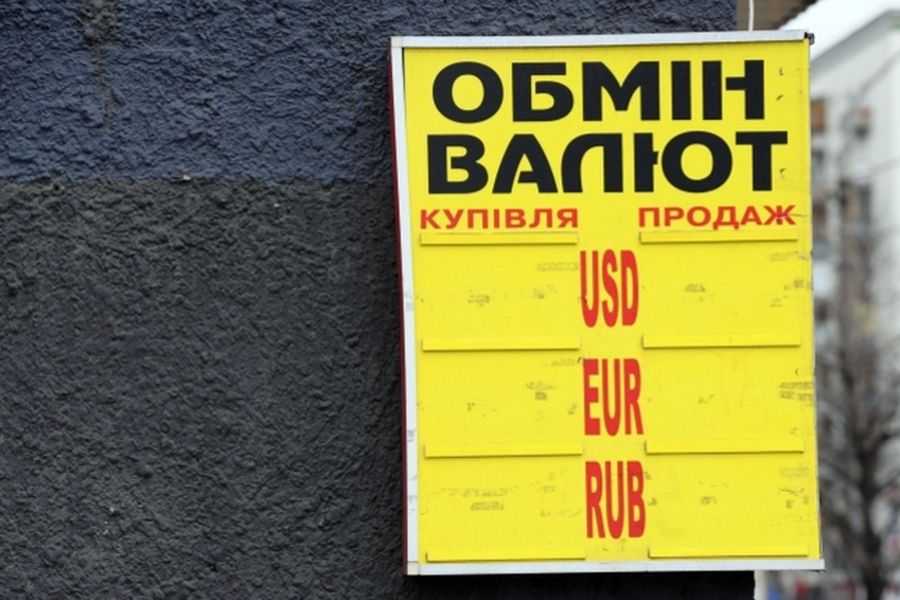 ОБМІН
ВАЛЮТ
КУПІВЛЯ ПРОДАЖ
USD
EUR
RUB